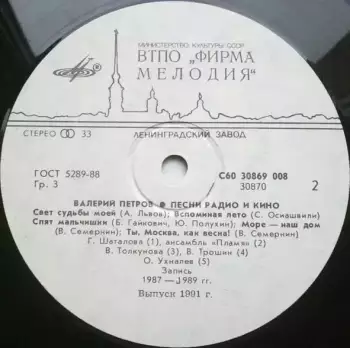 МИНИСТЕРСТВО КУЛЬТУРЫ СССР
ВТПО „ФИРМА
МЕЛОДИЯ"
СТЕРЕО 33
ЛЕНИНГРАДСКИЙ ЗАВОД
ГОСТ 5289-88
С60 30869 008
Гр. 3
30870
2
ВАЛЕРИЙ ПЕТРОВ ПЕСНИ РАДИО И КИНО
Свет судьбы моей (А. Львов); Вспоминая лето (С. Осиашвили)
Спят мальчишки (Б. Гайкович, Ю. Полухин); Море — наш дом
(В. Семернин); Ты, Москва, как весна! (В. Семернин)
Г. Шаталова (1), ансамбль «Пламя» (2)
В. Толкунова (3), В. Трошин (4)
О. Ухналев (5)
Запись
1987—1989 гг.
Выпуск 1991 г.